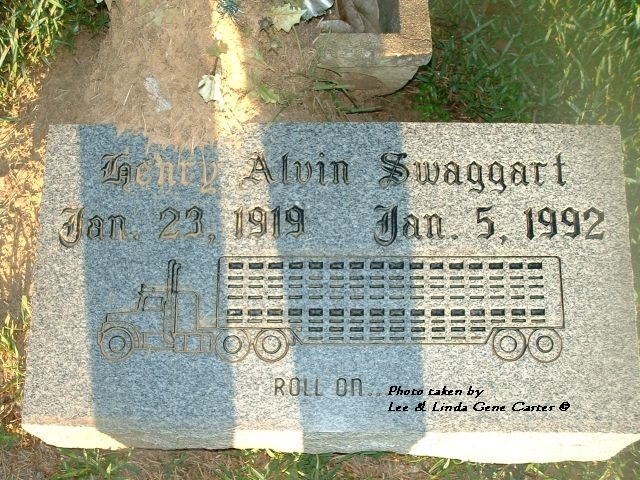 Henry Alvin Swaggart
Jan. 23, 1919 Jan. 5, 1992
ROLL ON...
Photo taken by
Lee & Linda Gene Carter ©